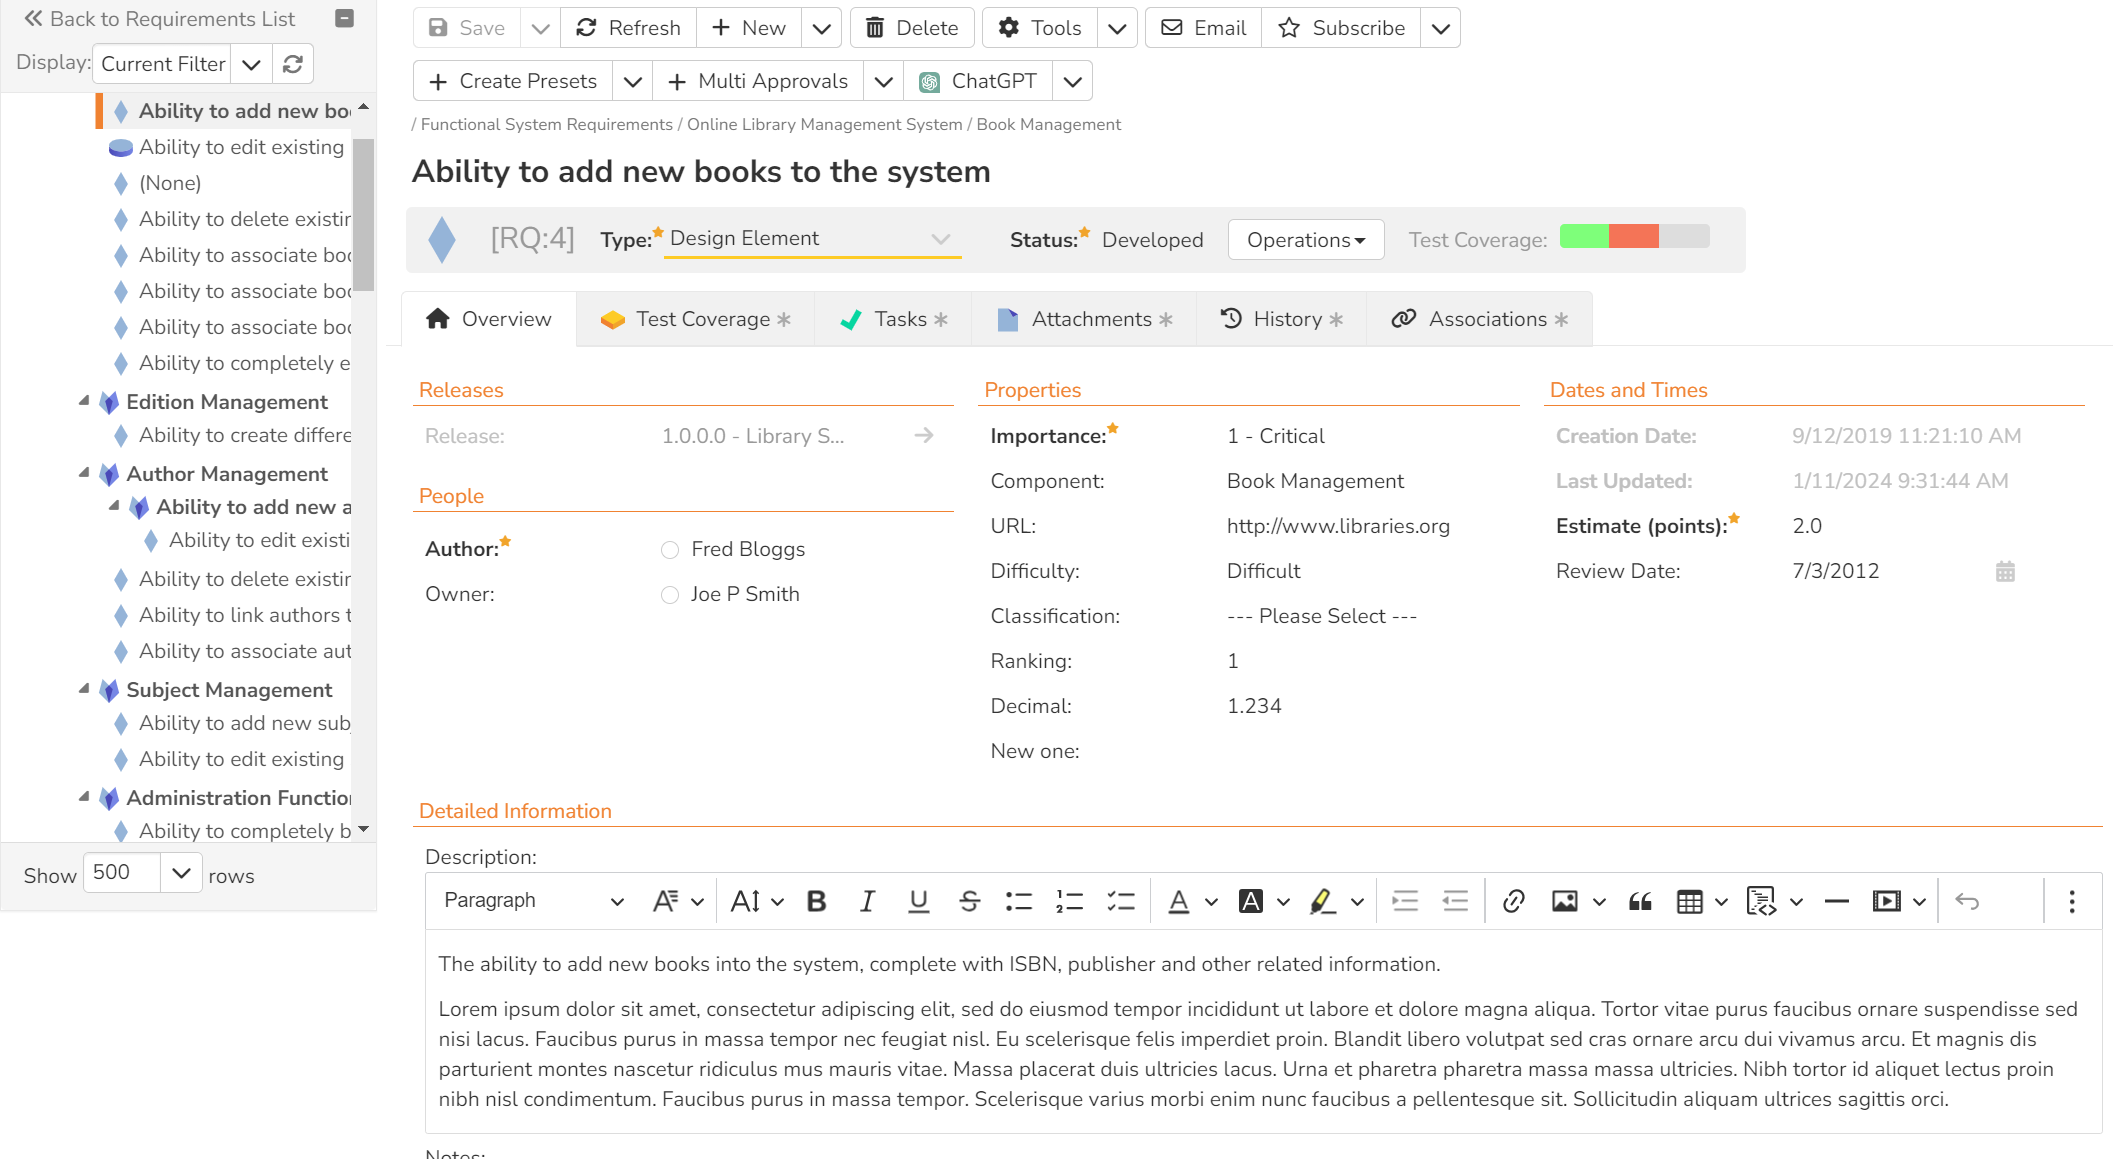 Back to Requirements List
Display: Current Filter
Ability to add new bo
Ability to edit existing
(None)
Ability to delete existin
Ability to associate boo
Ability to associate boo
Ability to associate boo
Ability to completely e
Edition Management
Ability to create differe
Author Management
Ability to add new a
Ability to edit existi
Ability to delete existin
Ability to link authors t
Ability to associate aut
Subject Management
Ability to add new sub
Ability to edit existing
Administration Function
Ability to completely b
Show 500 rows
Save Refresh New Delete Tools Email Subscribe
Create Presets Multi Approvals ChatGPT
/ Functional System Requirements / Online Library Management System / Book Management
Ability to add new books to the system
[RQ:4] Type: Design Element Status: Developed Operations Test Coverage:
Overview Test Coverage * Tasks * Attachments * History * Associations *
Releases
Release: 1.0.0.0 - Library S...
People
Author: Fred Bloggs
Owner: Joe P Smith
Properties
Importance: 1 - Critical
Component: Book Management
URL: http://www.libraries.org
Difficulty: Difficult
Classification: --- Please Select ---
Ranking: 1
Decimal: 1.234
New one:
Dates and Times
Creation Date: 9/12/2019 11:21:10 AM
Last Updated: 1/11/2024 9:31:44 AM
Estimate (points): 2.0
Review Date: 7/3/2012
Detailed Information
Description:
Paragraph
The ability to add new books into the system, complete with ISBN, publisher and other related information.
Lorem ipsum dolor sit amet, consectetur adipiscing elit, sed do eiusmod tempor incididunt ut labore et dolore magna aliqua. Tortor vitae purus faucibus ornare suspendisse sed
nisi lacus. Faucibus purus in massa tempor nec feugiat nisl. Eu scelerisque felis imperdiet proin. Blandit libero volutpat sed cras ornare arcu dui vivamus arcu. Et magnis dis
parturient montes nascetur ridiculus mus mauris vitae. Massa placerat duis ultricies lacus. Urna et pharetra pharetra massa massa ultricies. Nibh tortor id aliquet lectus proin
nibh nisl condimentum. Faucibus purus in massa tempor. Scelerisque varius morbi enim nunc faucibus a pellentesque sit. Sollicitudin aliquam ultrices sagittis orci.
Notes: